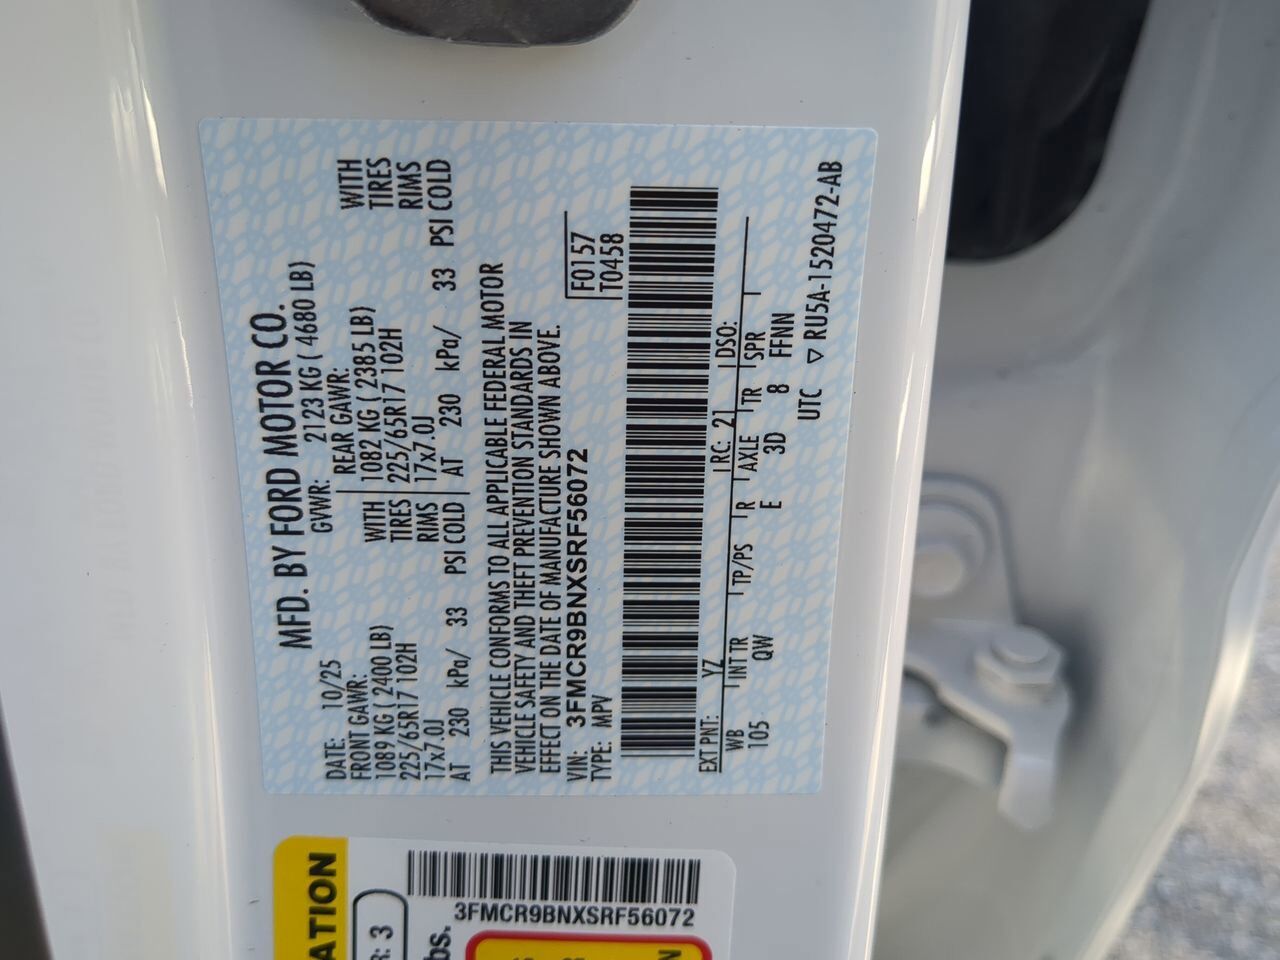 MFD. BY FORD MOTOR CO.
DATE: 10/25 GVWR: 2123 KG ( 4680 LB)
FRONT GAWR: REAR GAWR:
1089 KG ( 2400 LB) WITH 1082 KG ( 2385 LB) WITH
225/65R17 102H TIRES 225/65R17 102H TIRES
17x7.0J RIMS 17x7.0J RIMS
AT 230 kPa/ 33 PSI COLD AT 230 kPa/ 33 PSI COLD
THIS VEHICLE CONFORMS TO ALL APPLICABLE FEDERAL MOTOR
VEHICLE SAFETY AND THEFT PREVENTION STANDARDS IN
EFFECT ON THE DATE OF MANUFACTURE SHOWN ABOVE.
VIN: 3FMCR9BNXSRF56072 F0157
TYPE: MPV T0458
EXT PNT: YZ RC: 21 DSO:
WB INT TR TP/PS R AXLE TR SPR
105 QW E 3D 8 FFNN
UTC ▽ RU5A-1520472-AB
ATION
R: 3
bs.
3FMCR9BNXSRF56072